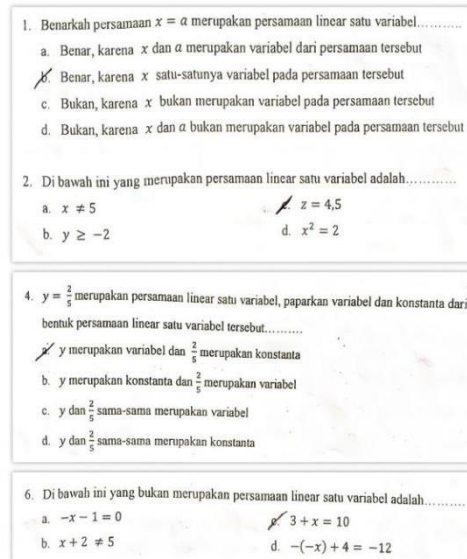 1. Benarkah persamaan x = a merupakan persamaan linear satu variabel...........
a. Benar, karena x dan a merupakan variabel dari persamaan tersebut
b. Benar, karena x satu-satunya variabel pada persamaan tersebut
c. Bukan, karena x bukan merupakan variabel pada persamaan tersebut
d. Bukan, karena x dan a bukan merupakan variabel pada persamaan tersebut
2. Di bawah ini yang merupakan persamaan linear satu variabel adalah............
a. x ≠ 5 c. z = 4,5
b. y ≥ -2 d. x² = 2
4. y = 2/5 merupakan persamaan linear satu variabel, paparkan variabel dan konstanta dari
bentuk persamaan linear satu variabel tersebut..........
a. y merupakan variabel dan 2/5 merupakan konstanta
b. y merupakan konstanta dan 2/5 merupakan variabel
c. y dan 2/5 sama-sama merupakan variabel
d. y dan 2/5 sama-sama merupakan konstanta
6. Di bawah ini yang bukan merupakan persamaan linear satu variabel adalah..........
a. -x - 1 = 0 c. 3 + x = 10
b. x + 2 ≠ 5 d. -(-x) + 4 = -12